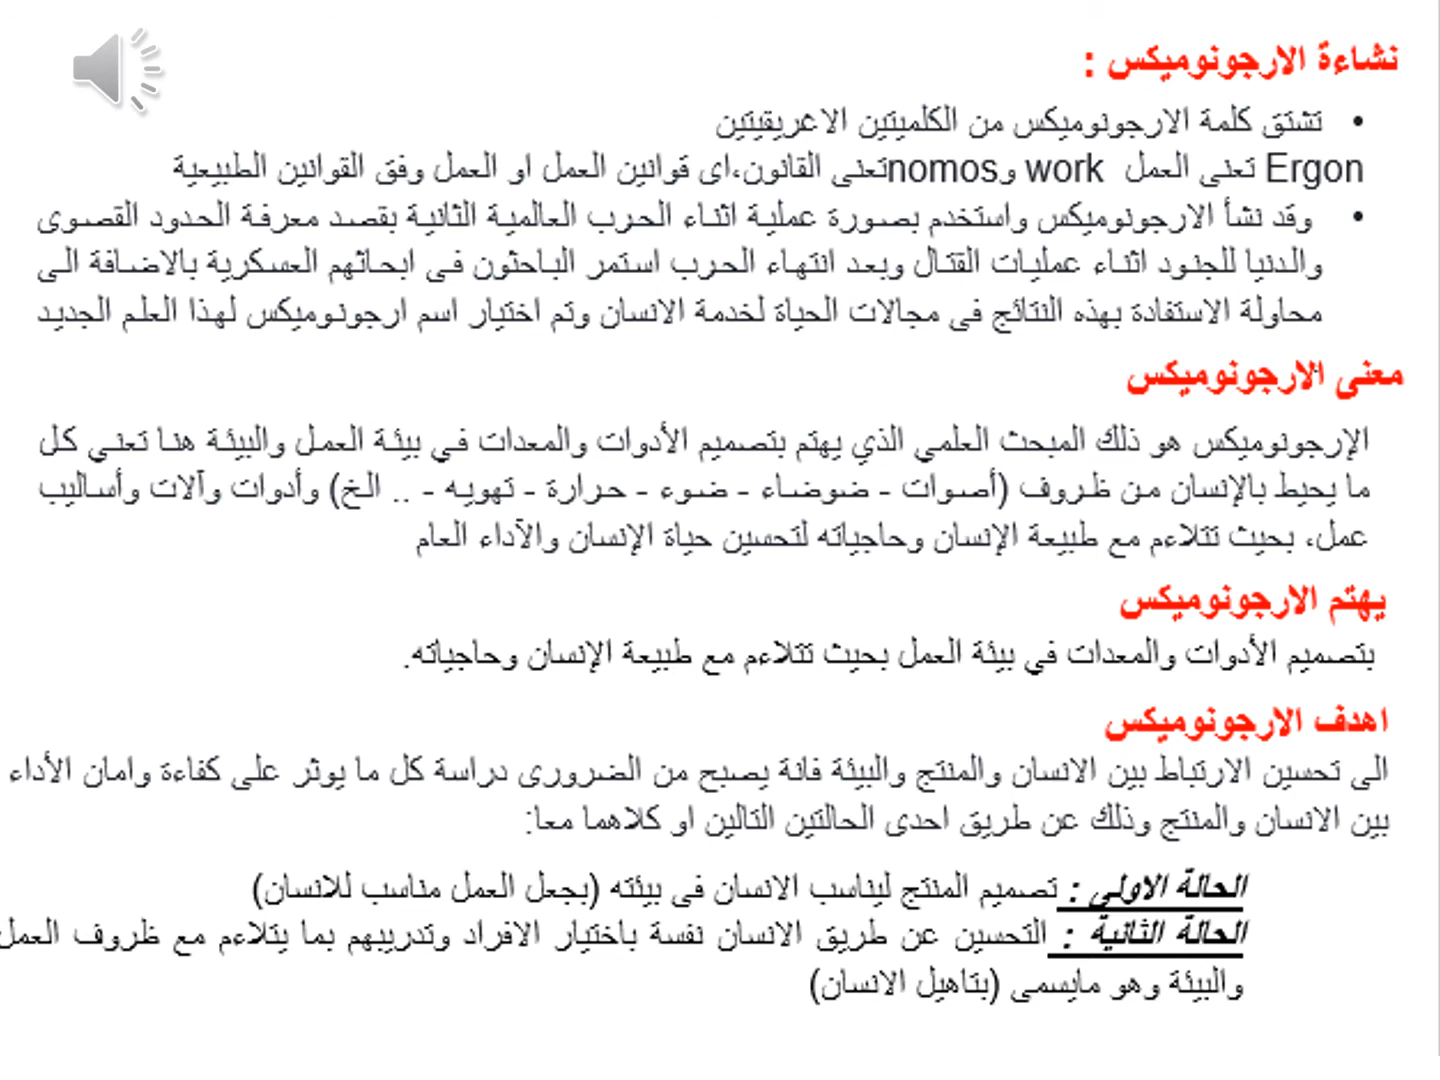 نشاءة الارجونوميكس :
• تشتق كلمة الارجونوميكس من الكلميتين الاغريقيتين
Ergon تعنى العمل work وnomosتعنى القانون،اى قوانين العمل او العمل وفق القوانين الطبيعية
• وقد نشأ الارجونوميكس واستخدم بصورة عملية اثناء الحرب العالمية الثانية بقصد معرفة الحدود القصوى
والدنيا للجنود اثناء عمليات القتال وبعد انتهاء الحرب استمر الباحثون فى ابحاثهم العسكرية بالاضافة الى
محاولة الاستفادة بهذه النتائج فى مجالات الحياة لخدمة الانسان وتم اختيار اسم ارجونوميكس لهذا العلم الجديد
معنى الارجونوميكس
الإرجونوميكس هو ذلك المبحث العلمي الذي يهتم بتصميم الأدوات والمعدات في بيئة العمل والبيئة هنا تعني كل
ما يحيط بالإنسان من ظروف (أصوات - ضوضاء - ضوء - حرارة - تهويه - .. الخ) وأدوات وآلات وأساليب
عمل، بحيث تتلاءم مع طبيعة الإنسان وحاجياته لتحسين حياة الإنسان والآداء العام
يهتم الارجونوميكس
بتصميم الأدوات والمعدات في بيئة العمل بحيث تتلاءم مع طبيعة الإنسان وحاجياته.
اهدف الارجونوميكس
الى تحسين الارتباط بين الانسان والمنتج والبيئة فانة يصبح من الضرورى دراسة كل ما يوثر على كفاءة وامان الأداء
بين الانسان والمنتج وذلك عن طريق احدى الحالتين التالين او كلاهما معا:
الحالة الاولى : تصميم المنتج ليناسب الانسان فى بيئته (بجعل العمل مناسب للانسان)
الحالة الثانية : التحسين عن طريق الانسان نفسة باختيار الافراد وتدريبهم بما يتلاءم مع ظروف العمل
والبيئة وهو مايسمى (بتاهيل الانسان)